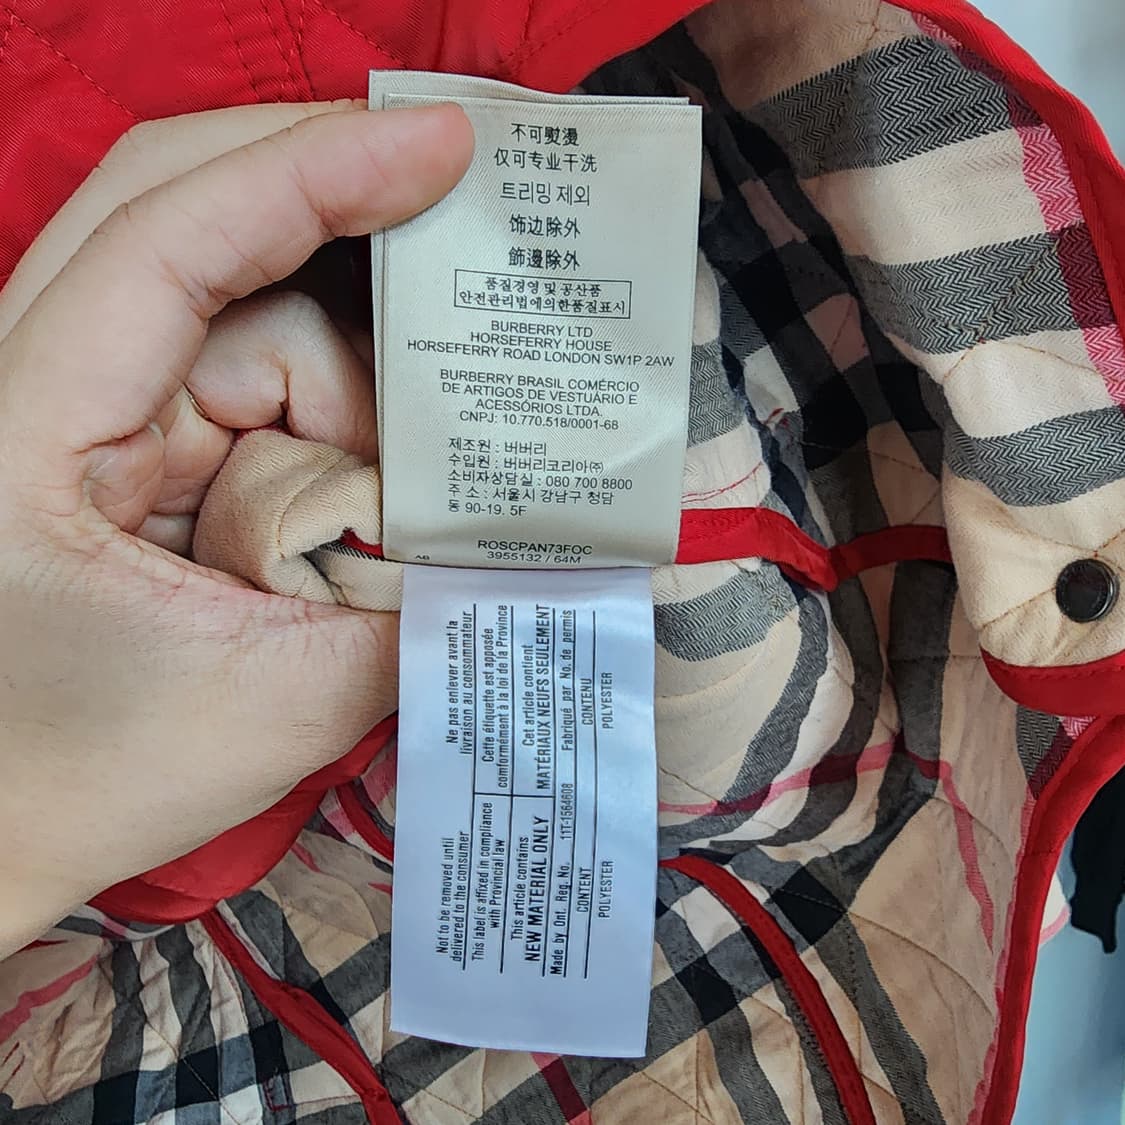 不可熨燙
仅可专业干洗
트리밍 제외
饰边除外
飾邊除外
품질경영 및 공산품
안전관리법에의한품질표시
BURBERRY LTD
HORSEFERRY HOUSE
HORSEFERRY ROAD LONDON SW1P 2AW
BURBERRY BRASIL COMÉRCIO
DE ARTIGOS DE VESTUÁRIO E
ACESSÓRIOS LTDA.
CNPJ: 10.770.518/0001-68
제조원 : 버버리
수입원 : 버버리코리아㈜
소비자상담실 : 080 700 8800
주 소 : 서울시 강남구 청담
동 90-19. 5F
ROSCPAN73FOC
AB 3955132 / 64M
Not to be removed until
delivered to the consumer
Ne pas enlever avant la
livraison au consommateur
This label is affixed in compliance
with Provincial law
Cette étiquette est apposée
comformément à la loi de la Province
This article contains
NEW MATERIAL ONLY
Cet article contient
MATÉRIAUX NEUFS SEULEMENT
Made by Ont. Reg. No. 11T-1564608 Fabriqué par No. de permis
CONTENT CONTENU
POLYESTER POLYESTER